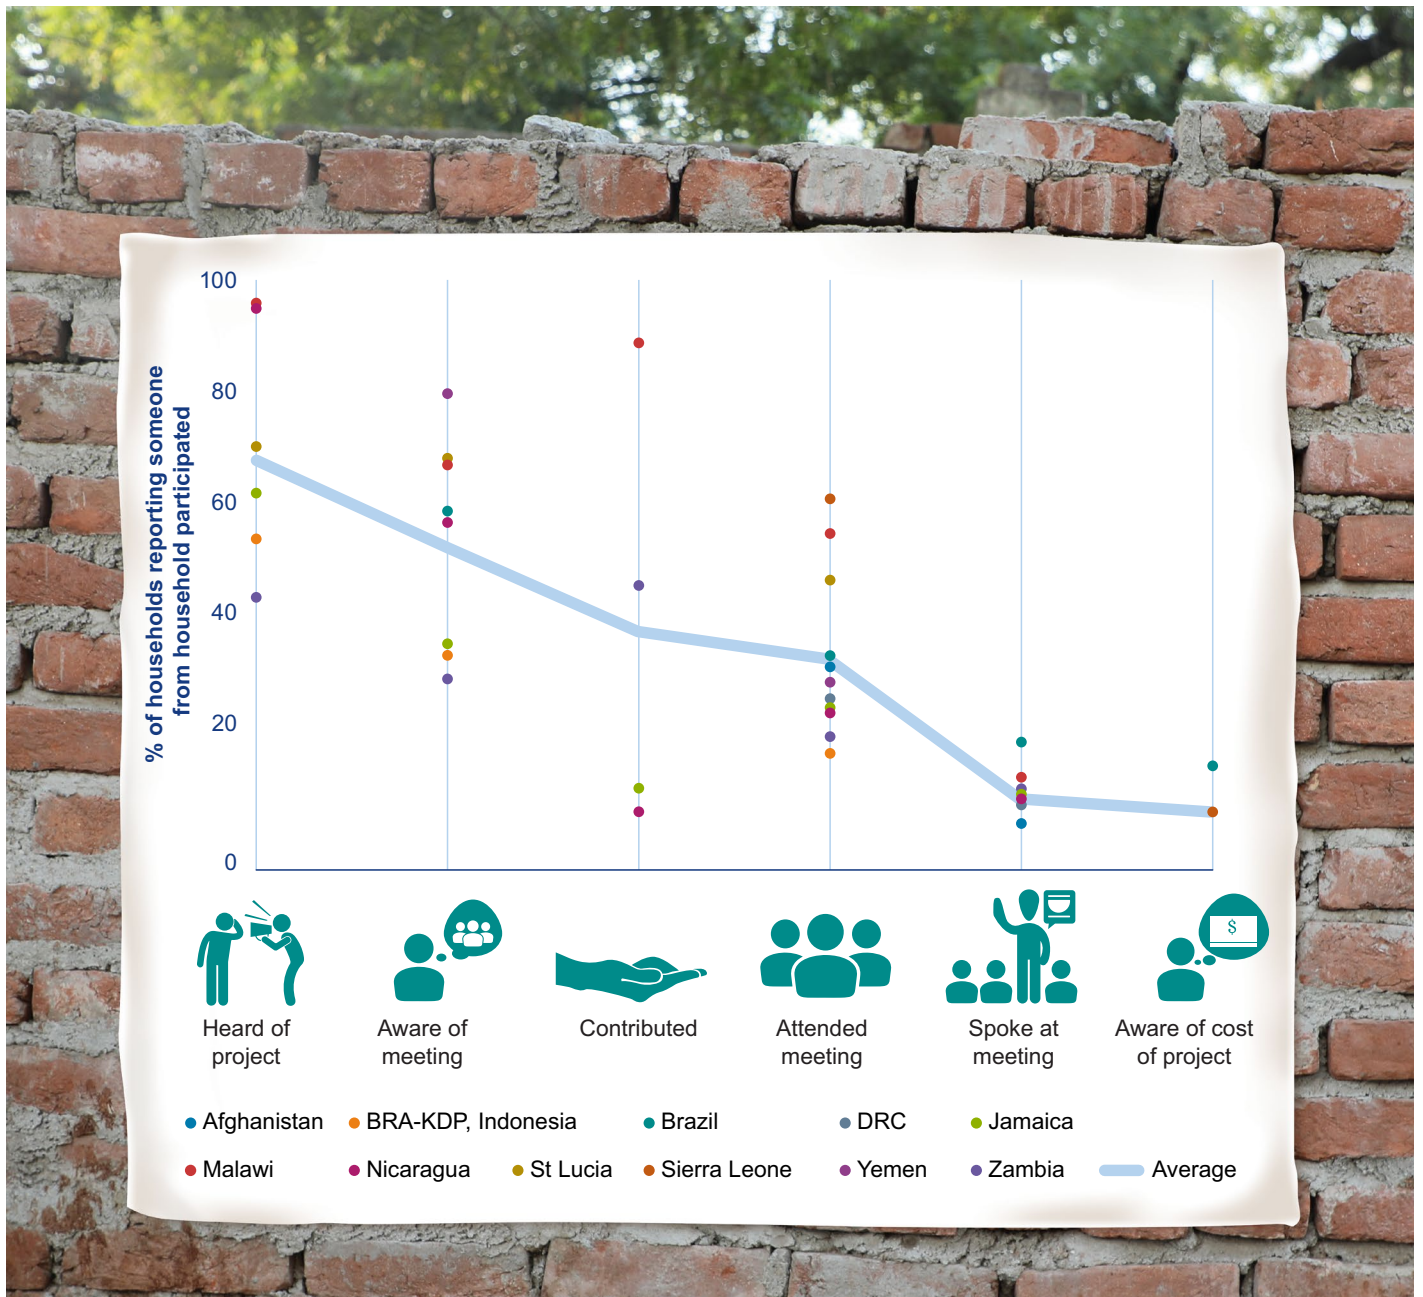 100
80
60
40
20
0
% of households reporting someone
from household participated
$
Heard of
project
Aware of
meeting
Contributed
Attended
meeting
Spoke at
meeting
Aware of cost
of project
Afghanistan
BRA-KDP, Indonesia
Brazil
DRC
Jamaica
Malawi
Nicaragua
St Lucia
Sierra Leone
Yemen
Zambia
Average